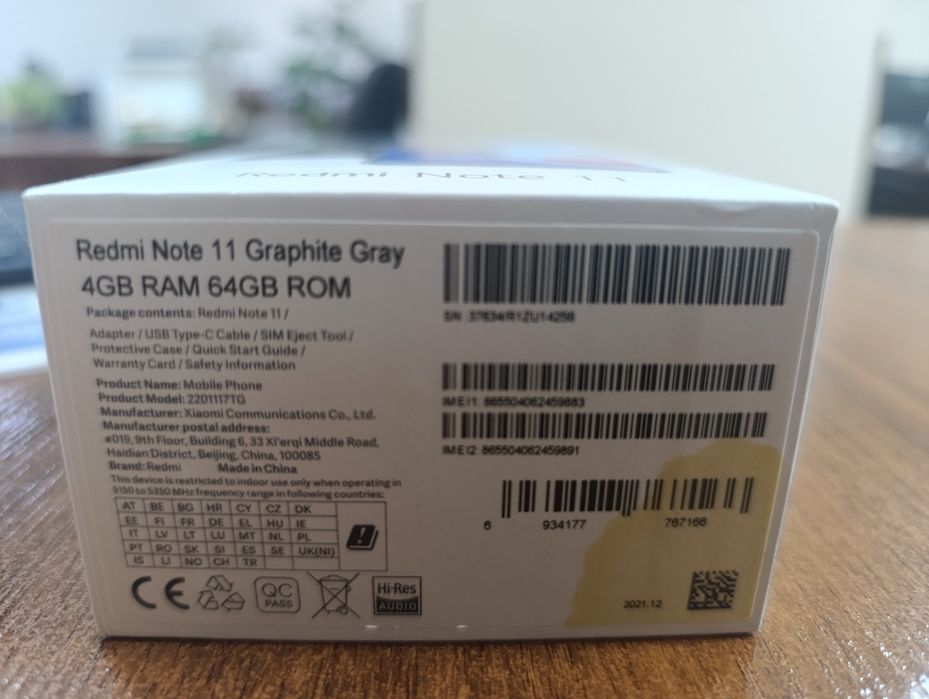 Redmi Note 11
Redmi Note 11 Graphite Gray
4GB RAM 64GB ROM
Package contents: Redmi Note 11 /
Adapter / USB Type-C Cable / SIM Eject Tool /
Protective Case / Quick Start Guide /
Warranty Card / Safety Information
Product Name: Mobile Phone
Product Model: 2201117TG
Manufacturer: Xiaomi Communications Co., Ltd.
Manufacturer postal address:
#019, 9th Floor, Building 6, 33 Xi'erqi Middle Road,
Haidian District, Beijing, China, 100085
Brand: Redmi Made in China
This device is restricted to indoor use only when operating in
5150 to 5350 MHz frequency range in following countries:
AT BE BG HR CY CZ DK
EE FI FR DE EL HU IE
IT LV LT LU MT NL PL
PT RO SK SI ES SE UK(NI)
IS LI NO CH TR
CE
QC
PASS
Hi-Res
AUDIO
SN:
IMEI1: 865504062459883
IMEI2: 865504062459891
6 934177 767166
2021.12